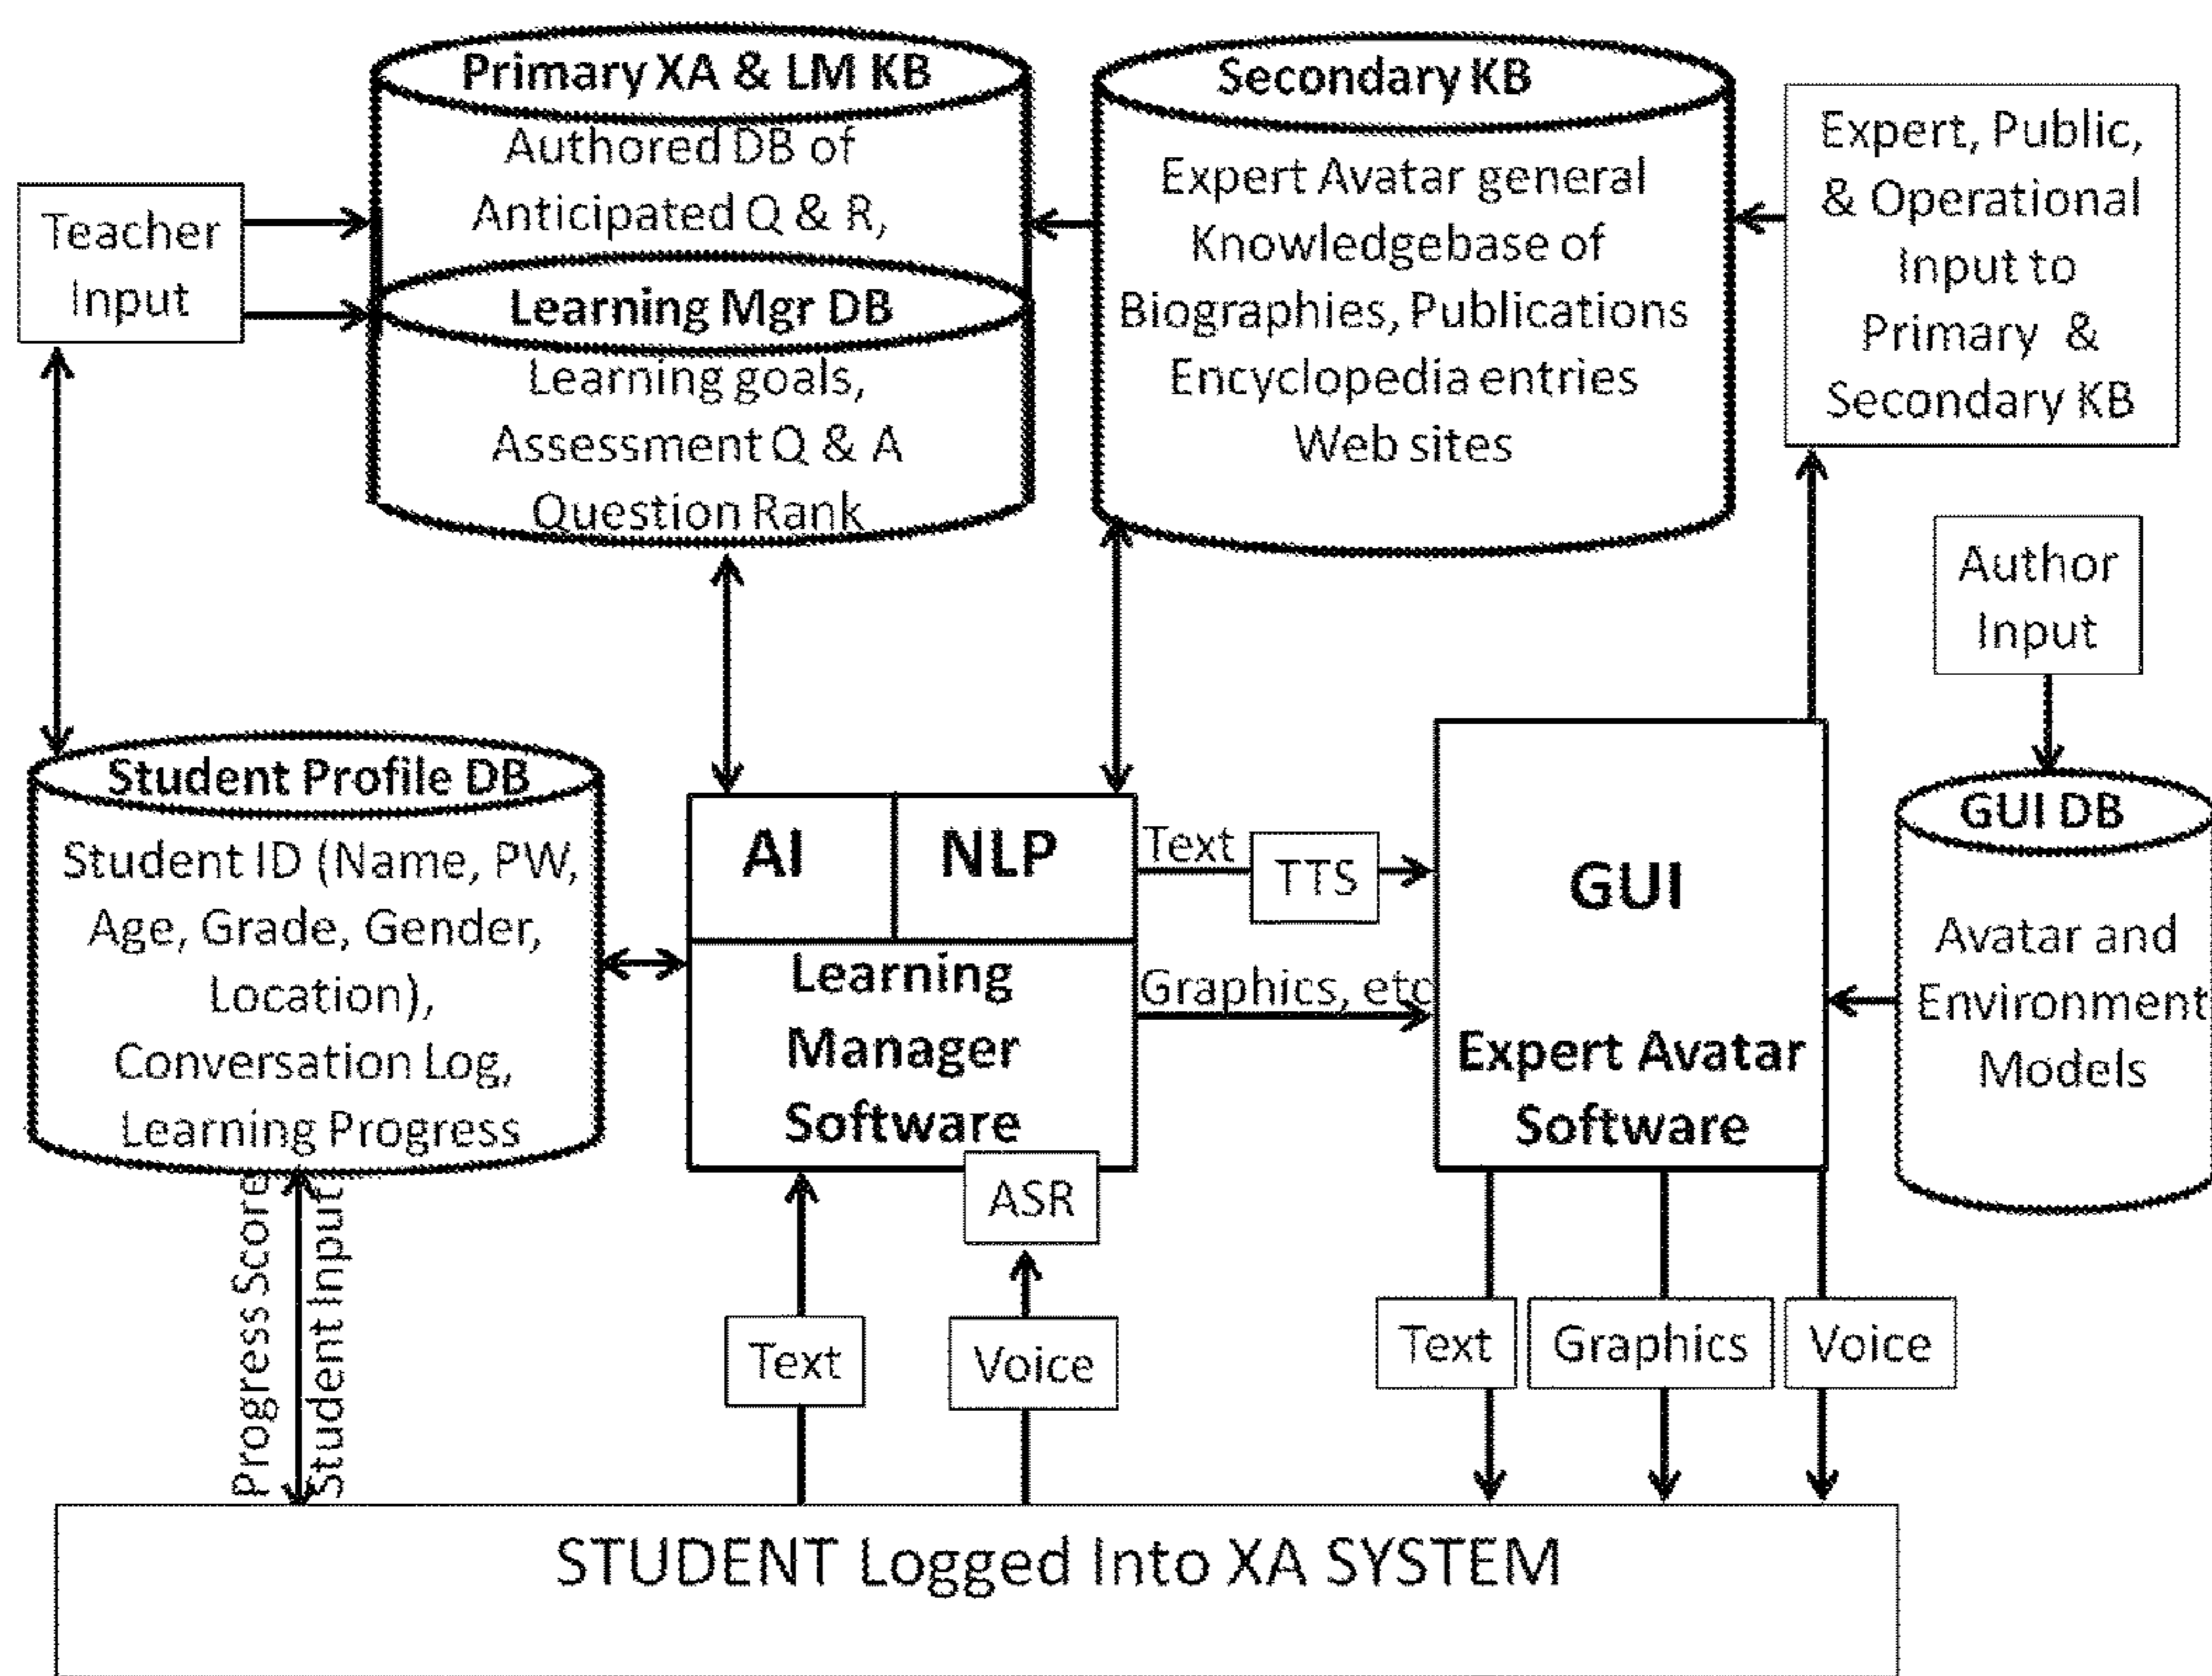 Primary XA & LM KB
Authored DB of
Anticipated Q & R,
Learning Mgr DB
Learning goals,
Assessment Q & A
Question Rank
Secondary KB
Expert Avatar general
Knowledgebase of
Biographies, Publications
Encyclopedia entries
Web sites
Expert, Public,
& Operational
Input to
Primary &
Secondary KB
Teacher
Input
Author
Input
Student Profile DB
Student ID (Name, PW,
Age, Grade, Gender,
Location),
Conversation Log,
Learning Progress
AI
NLP
Learning
Manager
Software
Text
TTS
Graphics, etc
GUI
Expert Avatar
Software
GUI DB
Avatar and
Environment
Models
Progress Score
Student Input
ASR
Text
Voice
Text
Graphics
Voice
STUDENT Logged Into XA SYSTEM